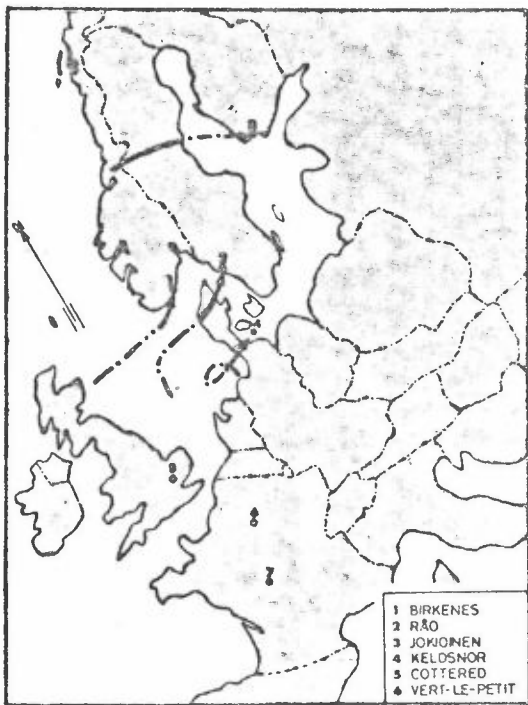 1 BIRKENES
2 RÅO
3 JOKIOINEN
4 KELDSNOR
5 COTTERED
6 VERT-LE-PETIT